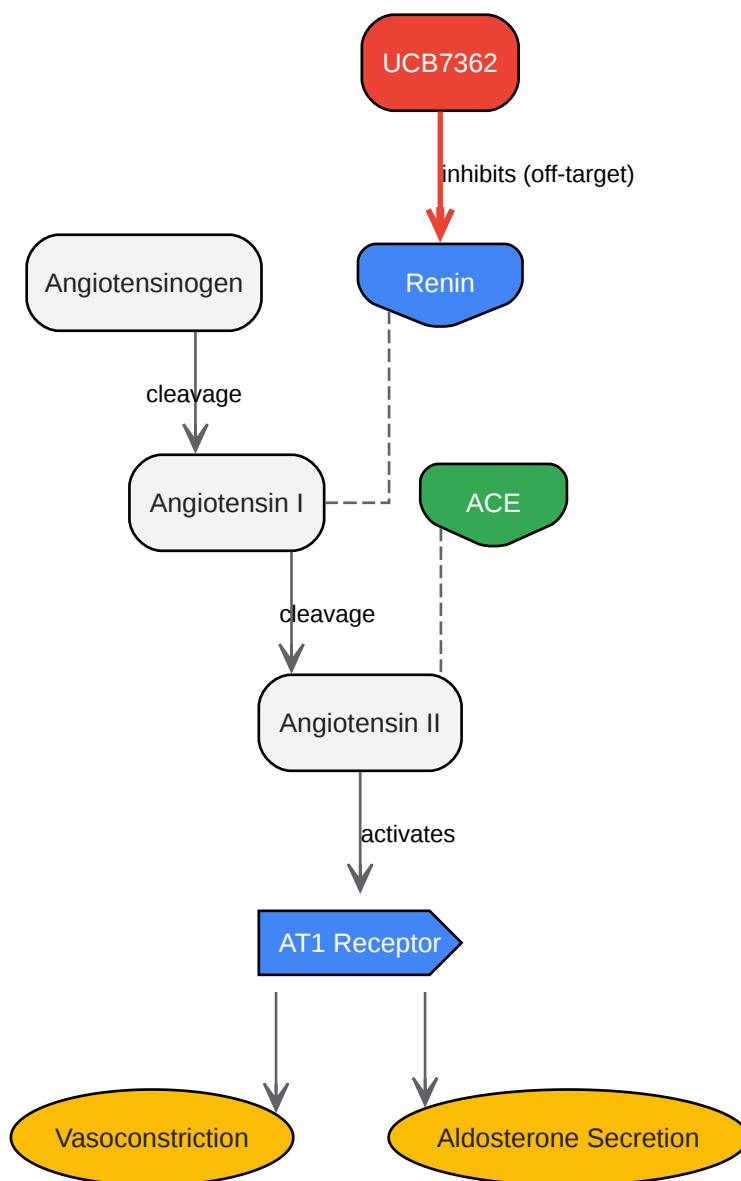 UCB7362
inhibits (off-target)
Angiotensinogen
Renin
cleavage
Angiotensin I
ACE
cleavage
Angiotensin II
activates
AT1 Receptor
Vasoconstriction
Aldosterone Secretion